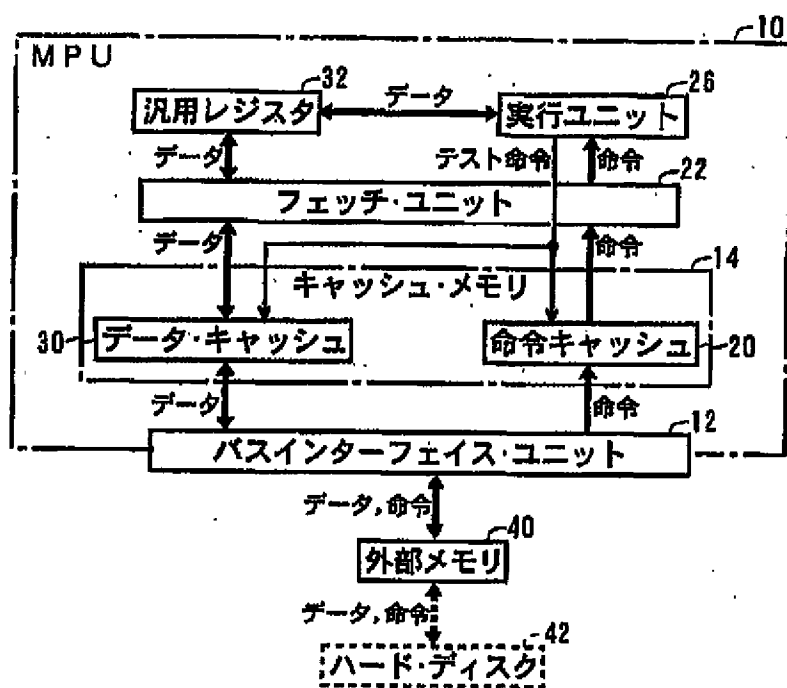 10
MPU
32
26
汎用レジスタ
データ
実行ユニット
データ
テスト命令
命令
22
フェッチ·ユニット
データ
命令
14
キャッシュ·メモリ
30
データ·キャッシュ
命令キャッシュ
20
データ
命令
12
バスインターフェイス·ユニット
データ,命令
40
外部メモリ
データ,命令
42
ハード·ディスク